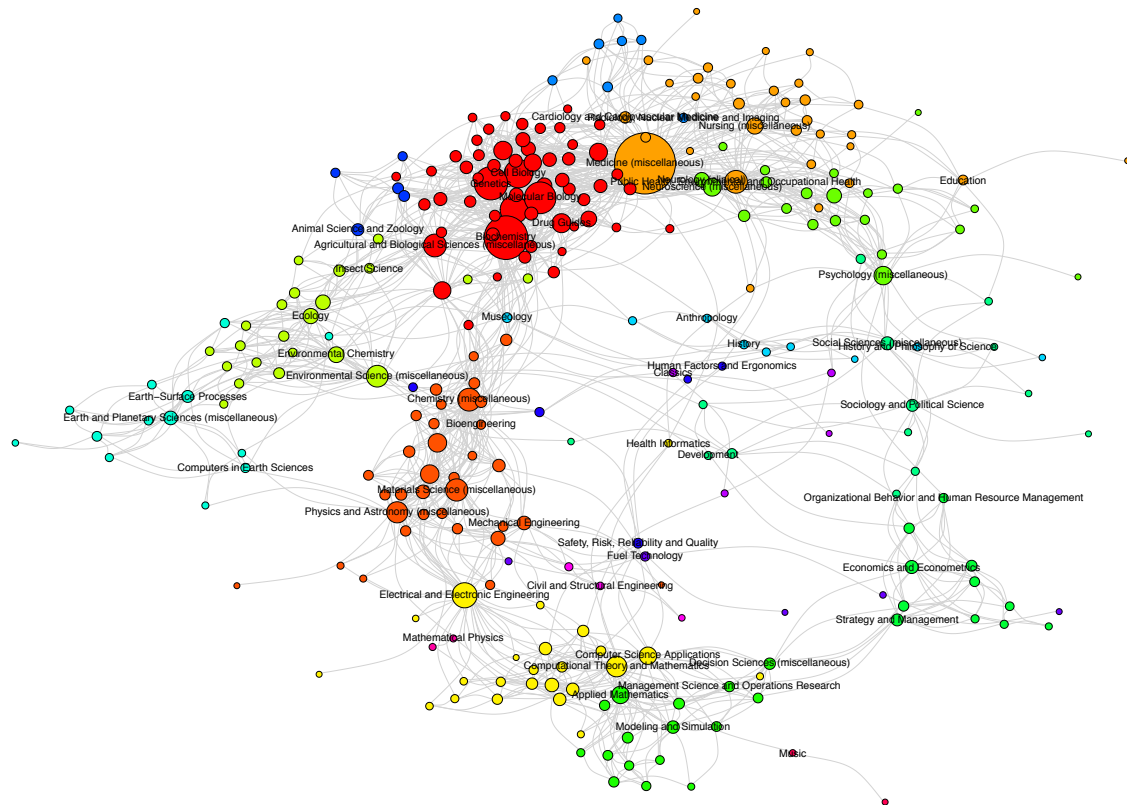 Cardiology and Cardiovascular Medicine
Radiology, Nuclear Medicine and Imaging
Nursing (miscellaneous)
Medicine (miscellaneous)
Cell Biology
Genetics
Public Health, Environmental and Occupational Health
Neurology (clinical)
Neuroscience (miscellaneous)
Education
Molecular Biology
Drug Guides
Animal Science and Zoology
Biochemistry
Agricultural and Biological Sciences (miscellaneous)
Insect Science
Psychology (miscellaneous)
Ecology
Museology
Anthropology
History
Social Sciences (miscellaneous)
History and Philosophy of Science
Environmental Chemistry
Human Factors and Ergonomics
Classics
Environmental Science (miscellaneous)
Earth−Surface Processes
Chemistry (miscellaneous)
Sociology and Political Science
Earth and Planetary Sciences (miscellaneous)
Bioengineering
Health Informatics
Development
Computers in Earth Sciences
Materials Science (miscellaneous)
Organizational Behavior and Human Resource Management
Physics and Astronomy (miscellaneous)
Mechanical Engineering
Safety, Risk, Reliability and Quality
Fuel Technology
Economics and Econometrics
Civil and Structural Engineering
Electrical and Electronic Engineering
Strategy and Management
Mathematical Physics
Computer Science Applications
Computational Theory and Mathematics
Decision Sciences (miscellaneous)
Management Science and Operations Research
Applied Mathematics
Modeling and Simulation
Music